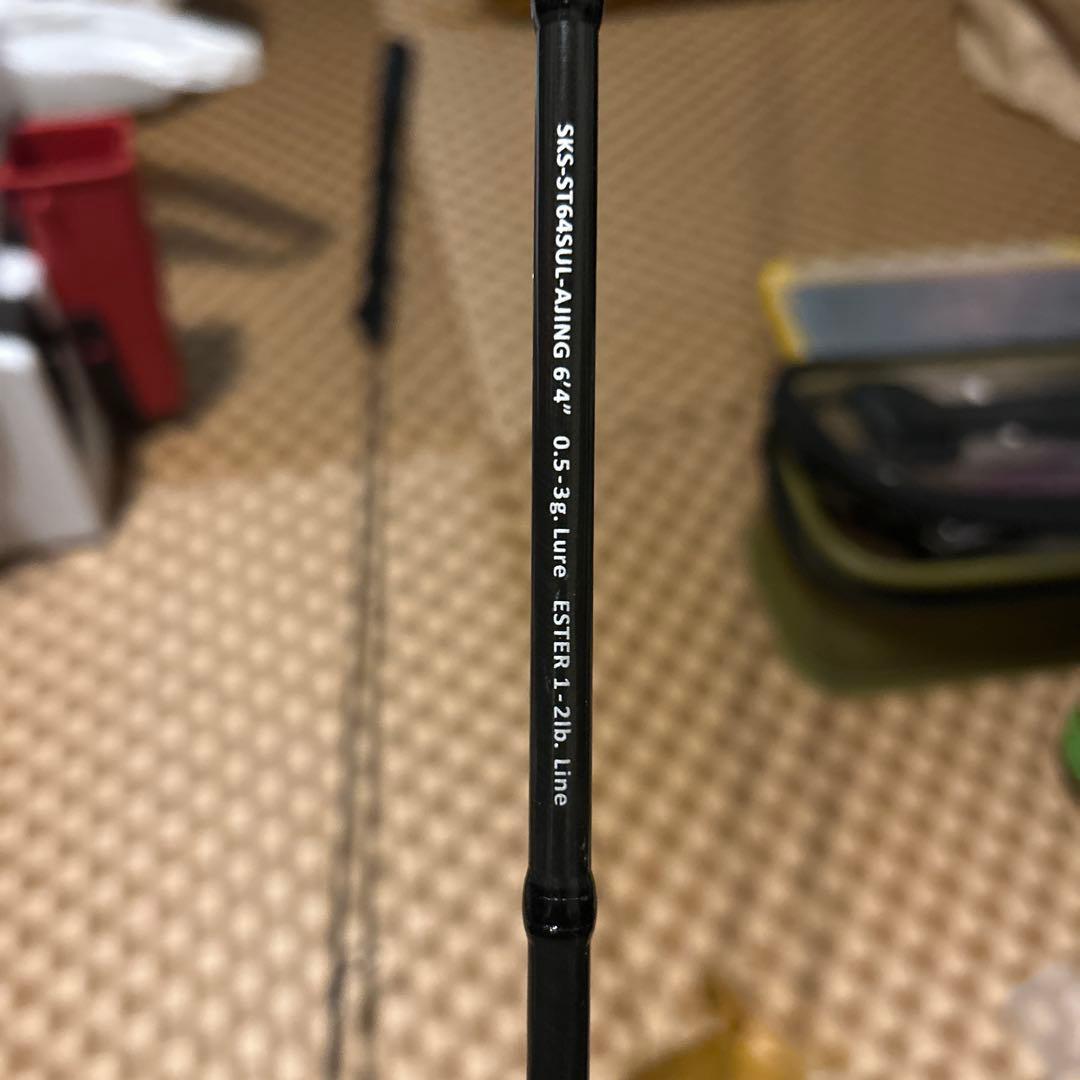 SKS-ST64SUL-AJING 6’4” 0.5-3g. Lure ESTER 1-2lb. Line